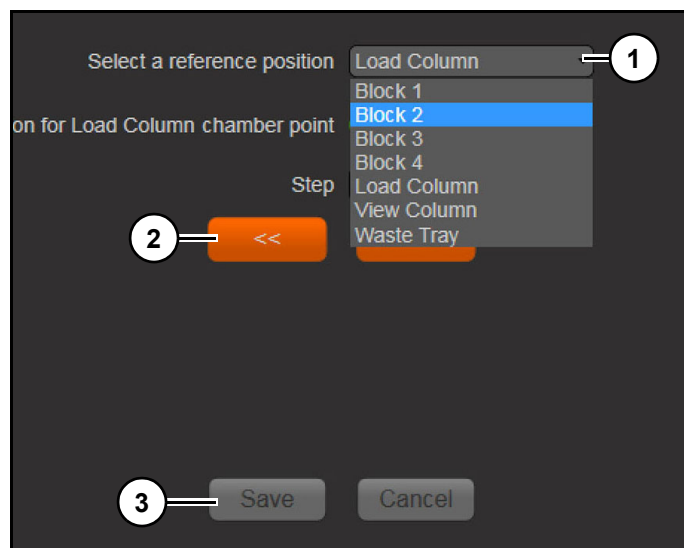 Select a reference position Load Column 1
Block 1
Block 2
on for Load Column chamber point
Block 3
Block 4
Step
Load Column
View Column
2 <<
Waste Tray
3 Save Cancel